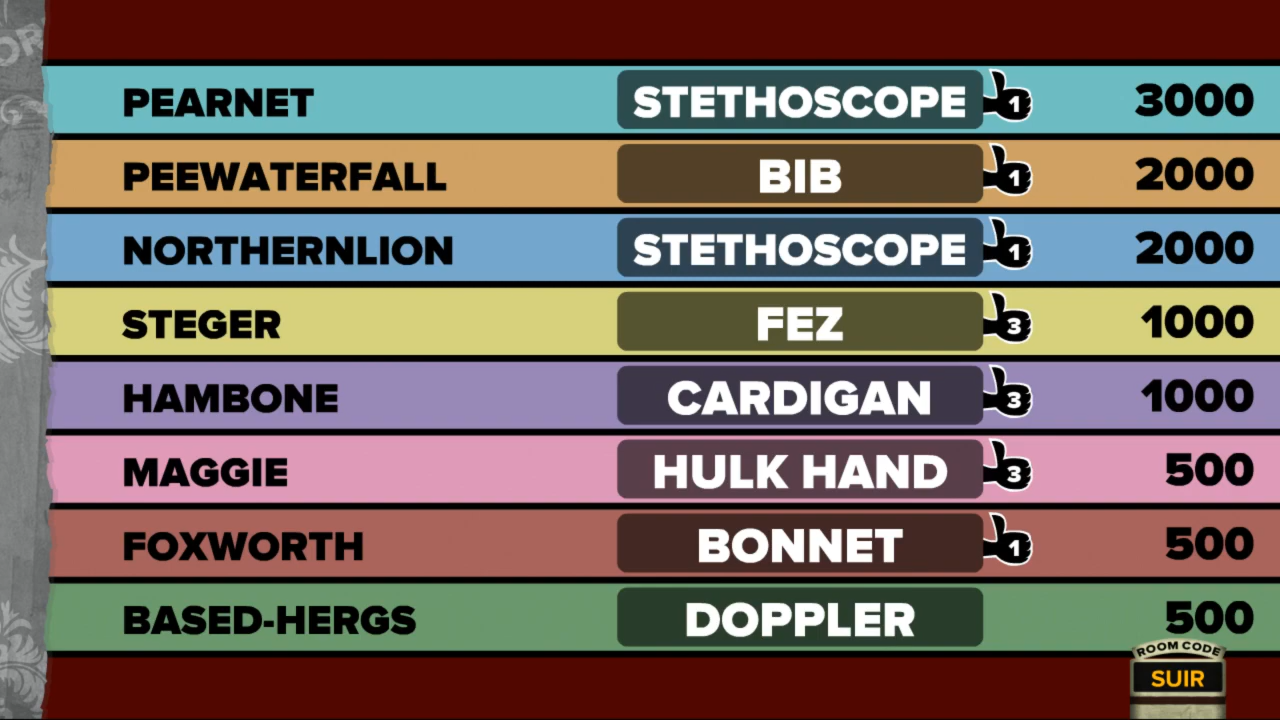 PEARNET STETHOSCOPE 1 3000
PEEWATERFALL BIB 1 2000
NORTHERNLION STETHOSCOPE 1 2000
STEGER FEZ 3 1000
HAMBONE CARDIGAN 3 1000
MAGGIE HULK HAND 3 500
FOXWORTH BONNET 1 500
BASED-HERGS DOPPLER 500
ROOM CODE
SUIR